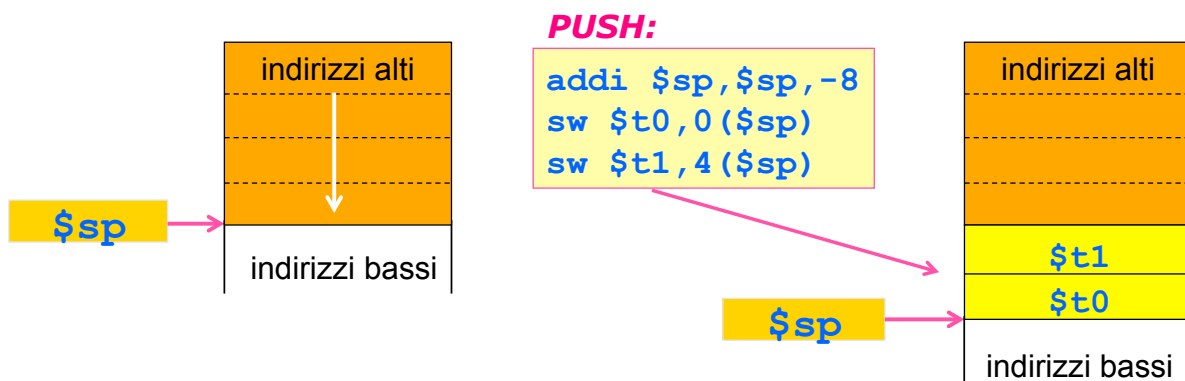 indirizzi alti
$sp
indirizzi bassi
PUSH:
addi $sp,$sp,-8
sw $t0,0($sp)
sw $t1,4($sp)
indirizzi alti
$t1
$t0
$sp
indirizzi bassi